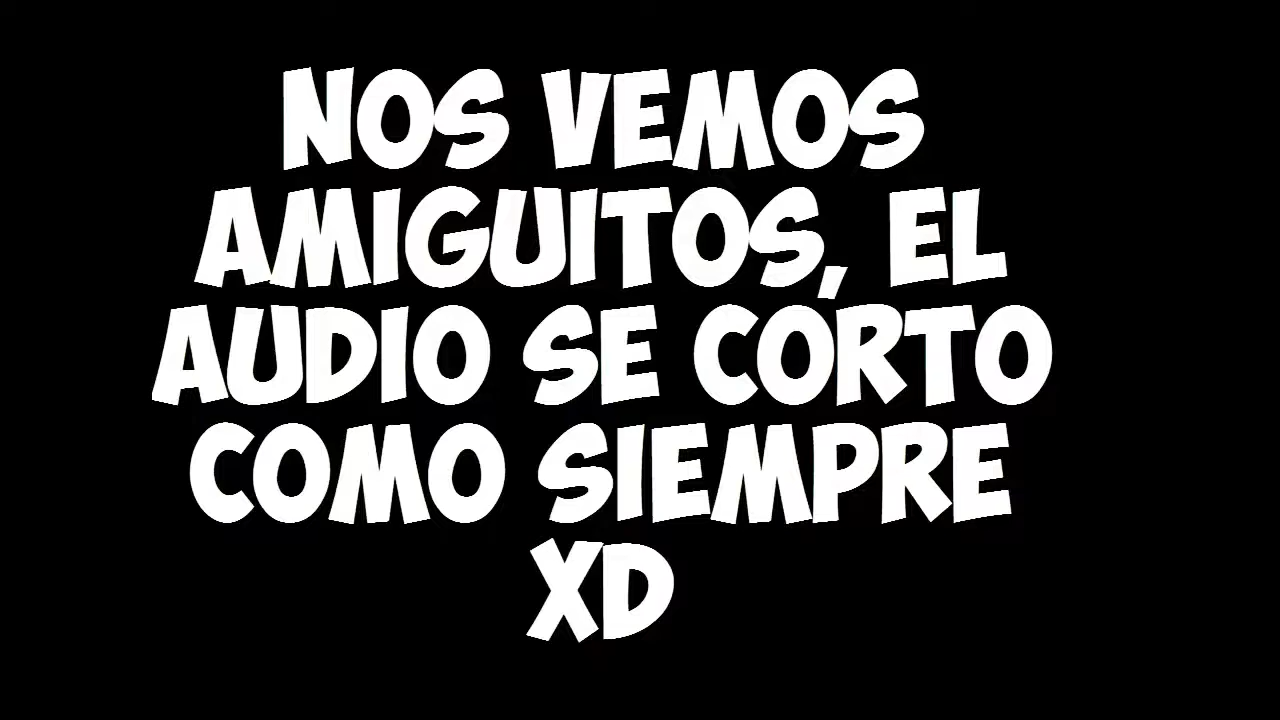 NOS VEMOS
AMIGUITOS, EL
AUDIO SE CORTO
COMO SIEMPRE
XD